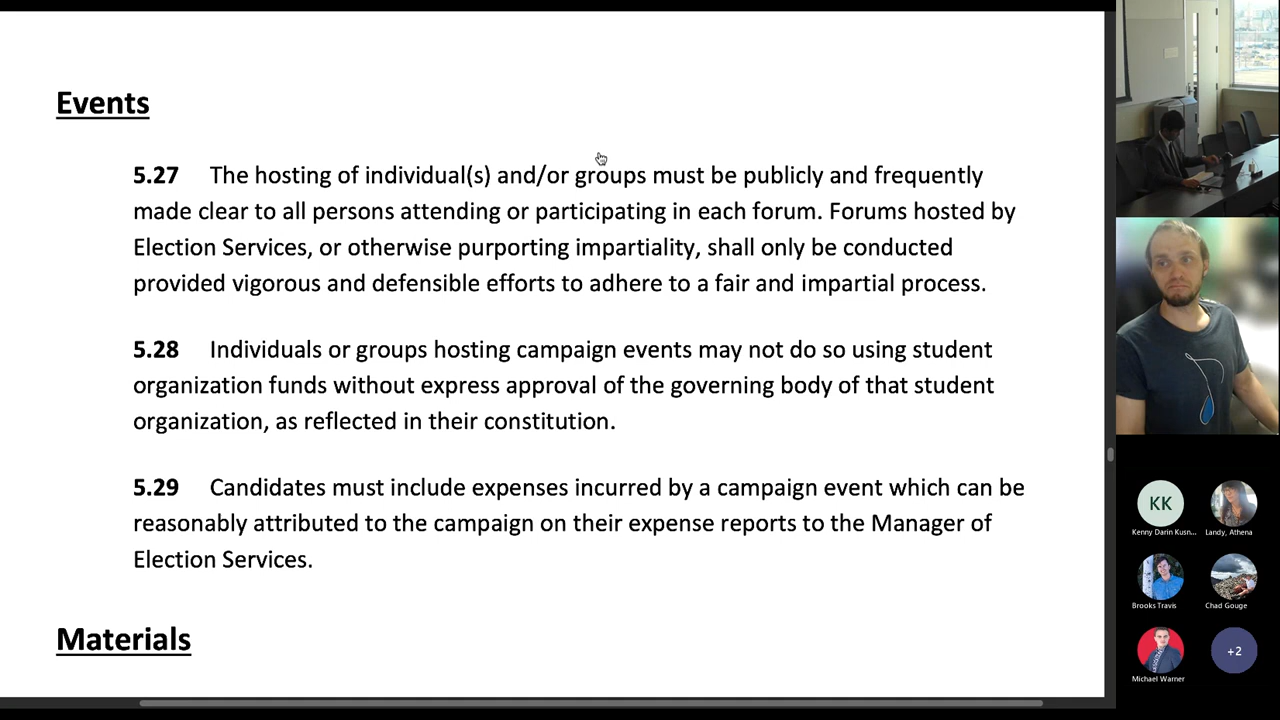 Events
5.27 The hosting of individual(s) and/or groups must be publicly and frequently
made clear to all persons attending or participating in each forum. Forums hosted by
Election Services, or otherwise purporting impartiality, shall only be conducted
provided vigorous and defensible efforts to adhere to a fair and impartial process.
5.28 Individuals or groups hosting campaign events may not do so using student
organization funds without express approval of the governing body of that student
organization, as reflected in their constitution.
5.29 Candidates must include expenses incurred by a campaign event which can be
reasonably attributed to the campaign on their expense reports to the Manager of
Election Services.
Materials
KK
Kenny Darin Kusn...
Landy, Athena
Brooks Travis
Chad Gouge
Michael Warner
+2